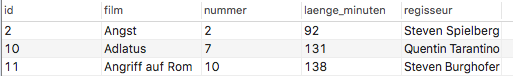 id film nummer laenge_minuten regisseur
2 Angst 2 92 Steven Spielberg
10 Adlatus 7 131 Quentin Tarantino
11 Angriff auf Rom 10 138 Steven Burghofer